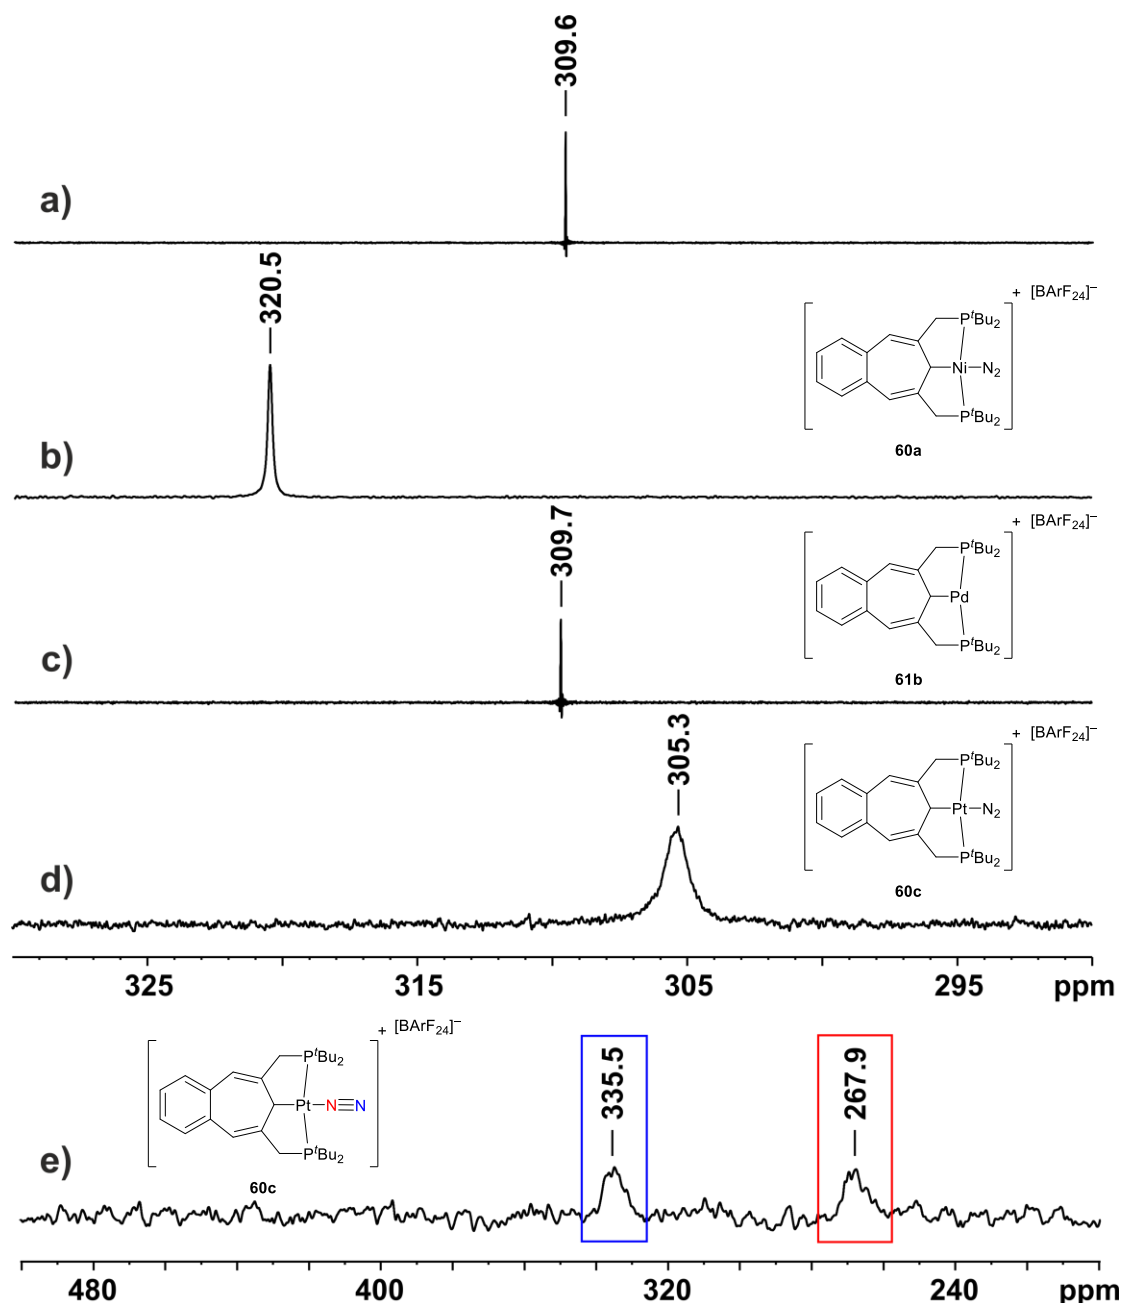 309.6
a)
320.5
+ [BArF24]–
PtBu2
Ni N2
PtBu2
60a
b)
309.7
+ [BArF24]–
PtBu2
Pd
PtBu2
61b
c)
305.3
+ [BArF24]–
PtBu2
Pt N2
PtBu2
60c
d)
325 315 305 295 ppm
+ [BArF24]–
PtBu2
Pt N≡N
PtBu2
60c
335.5
267.9
e)
480 400 320 240 ppm